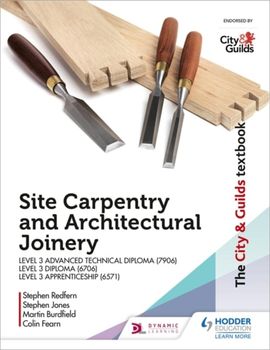 ENDORSED BY
City&
Guilds
Site Carpentry
and Architectural
Joinery
LEVEL 3 ADVANCED TECHNICAL DIPLOMA (7906)
LEVEL 3 DIPLOMA (6706)
LEVEL 3 APPRENTICESHIP (6571)
Stephen Redfern
Stephen Jones
Martin Burdfield
Colin Fearn
The City & Guilds textbook
DYNAMIC
LEARNING
HODDER
EDUCATION
LEARN MORE